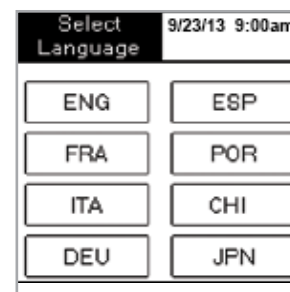 Select
Language
9/23/13 9:00am
ENG
ESP
FRA
POR
ITA
CHI
DEU
JPN